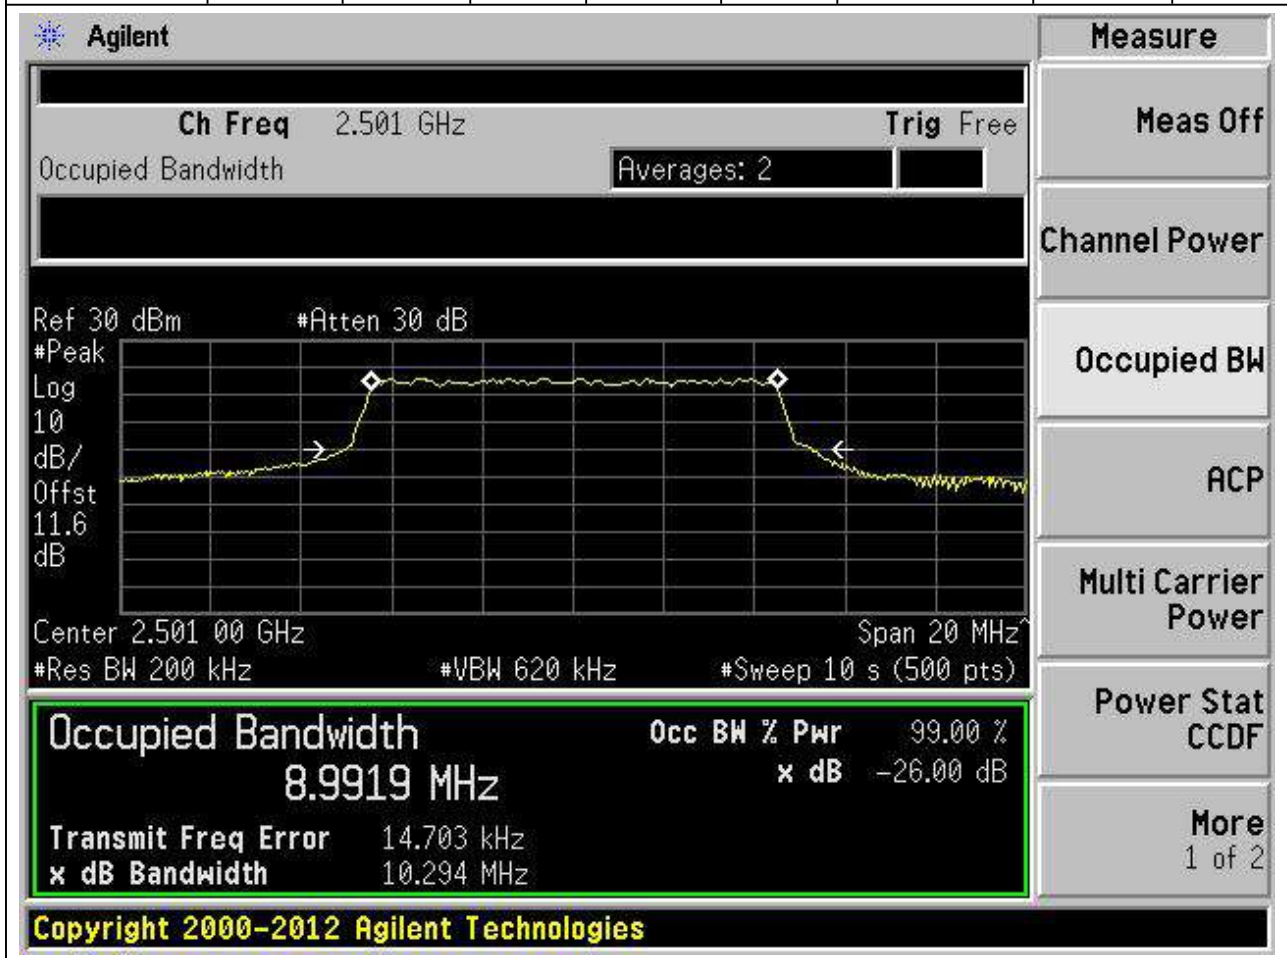 Agilent
Measure
Ch Freq 2.501 GHz Trig Free
Meas Off
Occupied Bandwidth Averages: 2
Channel Power
Ref 30 dBm #Atten 30 dB
#Peak
Log
10
dB/
Offst
11.6
dB
Occupied BW
ACP
Multi Carrier
Power
Center 2.501 00 GHz Span 20 MHz^
#Res BW 200 kHz #VBW 620 kHz #Sweep 10 s (500 pts)
Power Stat
CCDF
Occupied Bandwidth Occ BW % Pwr 99.00 %
8.9919 MHz x dB -26.00 dB
Transmit Freq Error 14.703 kHz
x dB Bandwidth 10.294 MHz
More
1 of 2
Copyright 2000-2012 Agilent Technologies